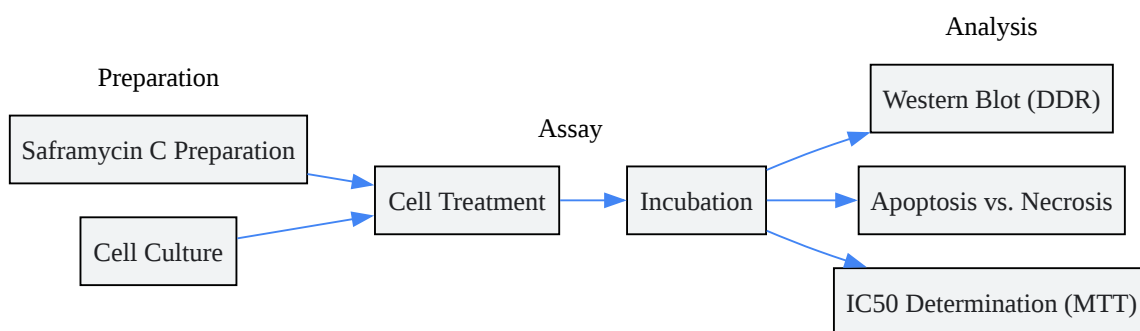 Preparation
Saframycin C Preparation
Cell Culture
Assay
Cell Treatment
Incubation
Analysis
Western Blot (DDR)
Apoptosis vs. Necrosis
IC50 Determination (MTT)